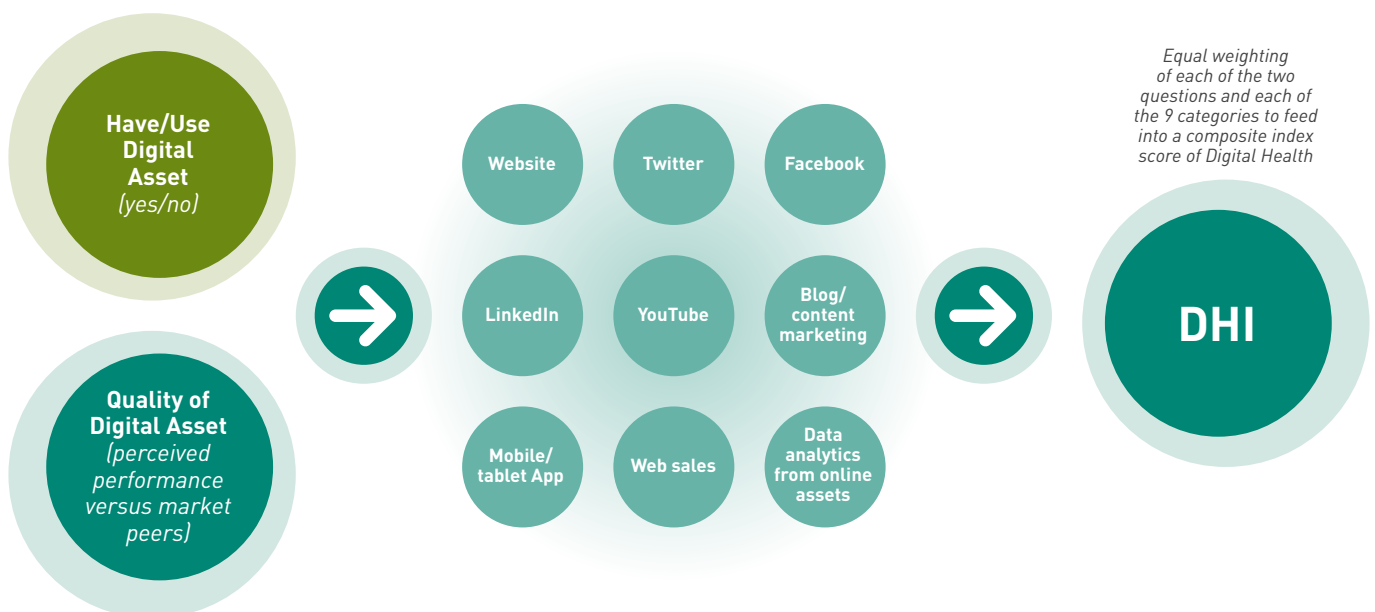 Have/Use
Digital
Asset
(yes/no)
Quality of
Digital Asset
(perceived
performance
versus market
peers)
Website
Twitter
Facebook
LinkedIn
YouTube
Blog/
content
marketing
Mobile/
tablet App
Web sales
Data
analytics
from online
assets
Equal weighting
of each of the two
questions and each of
the 9 categories to feed
into a composite index
score of Digital Health
DHI